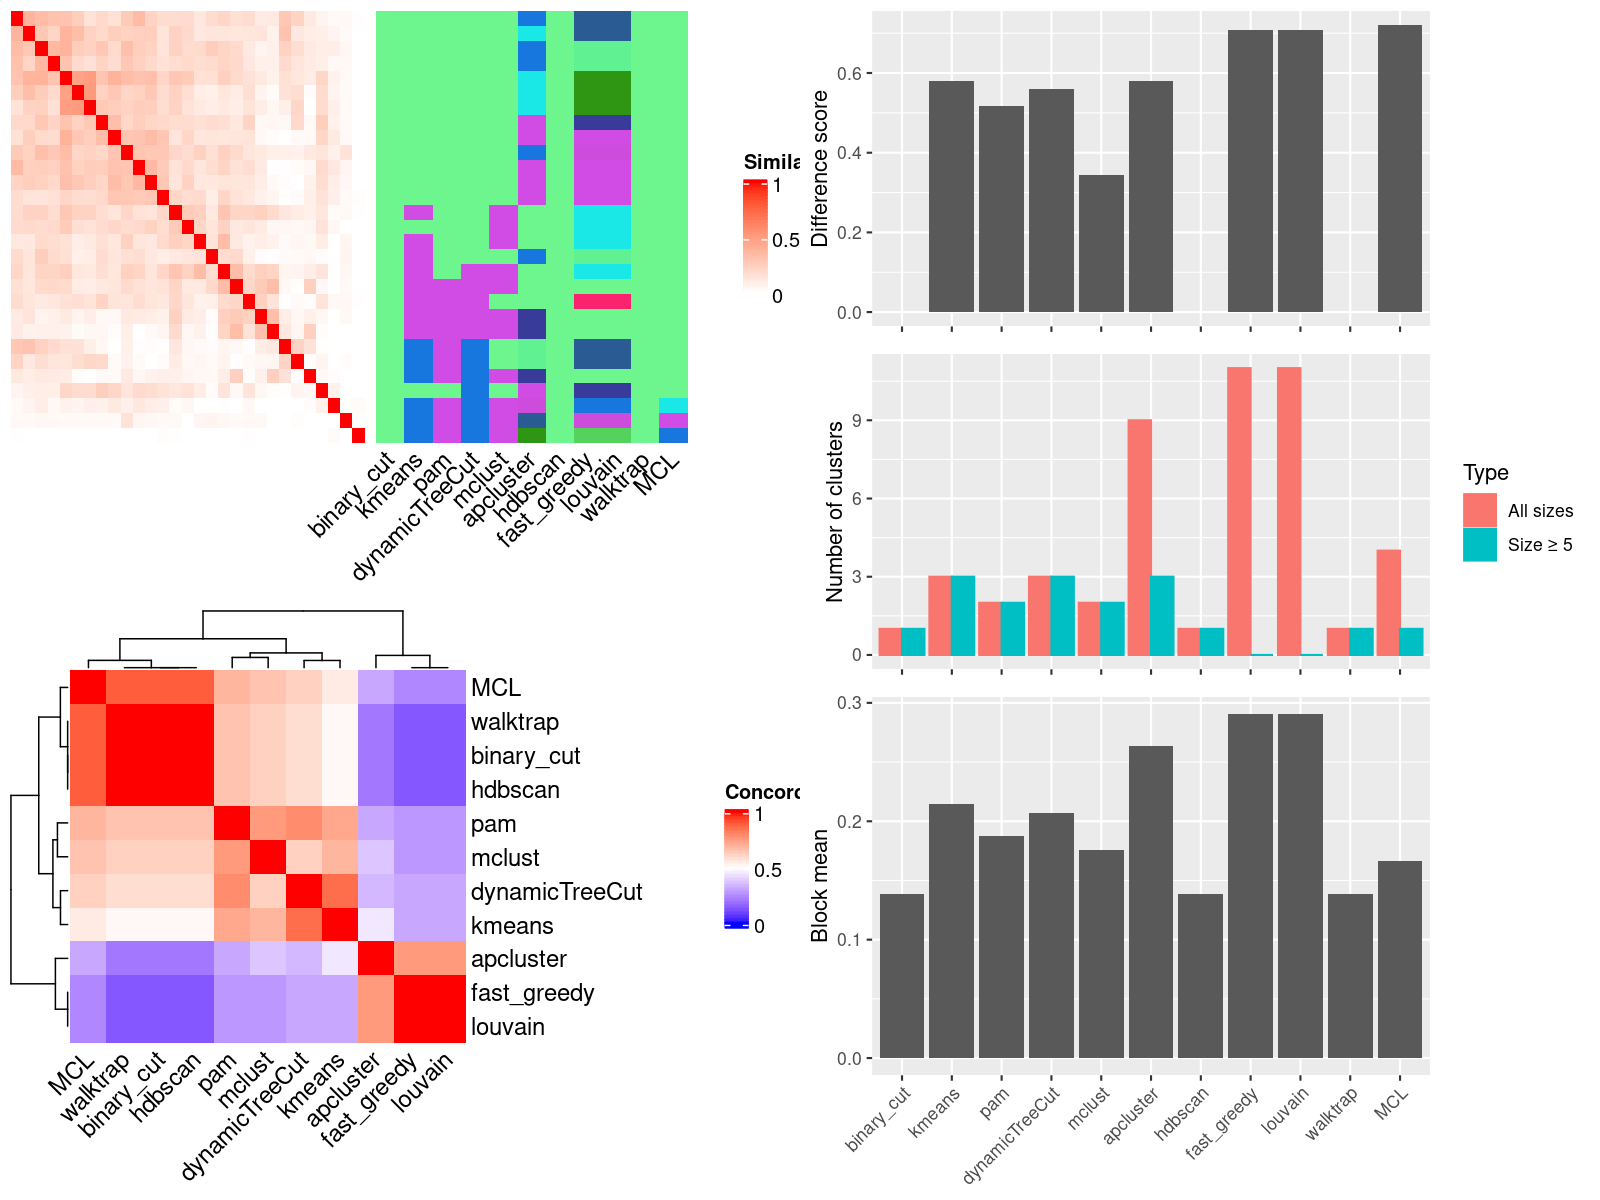 Simila
1
0.5
0
binary_cut
kmeans
pam
dynamicTreeCut
mclust
apcluster
hdbscan
fast_greedy
louvain
walktrap
MCL
Difference score
0.6
0.4
0.2
0.0
Number of clusters
9
6
3
0
Type
All sizes
Size ≥ 5
MCL
walktrap
binary_cut
hdbscan
pam
mclust
dynamicTreeCut
kmeans
apcluster
fast_greedy
louvain
MCL
walktrap
binary_cut
hdbscan
pam
mclust
dynamicTreeCut
kmeans
apcluster
fast_greedy
louvain
Concord
1
0.5
0
Block mean
0.3
0.2
0.1
0.0
binary_cut
kmeans
pam
dynamicTreeCut
mclust
apcluster
hdbscan
fast_greedy
louvain
walktrap
MCL